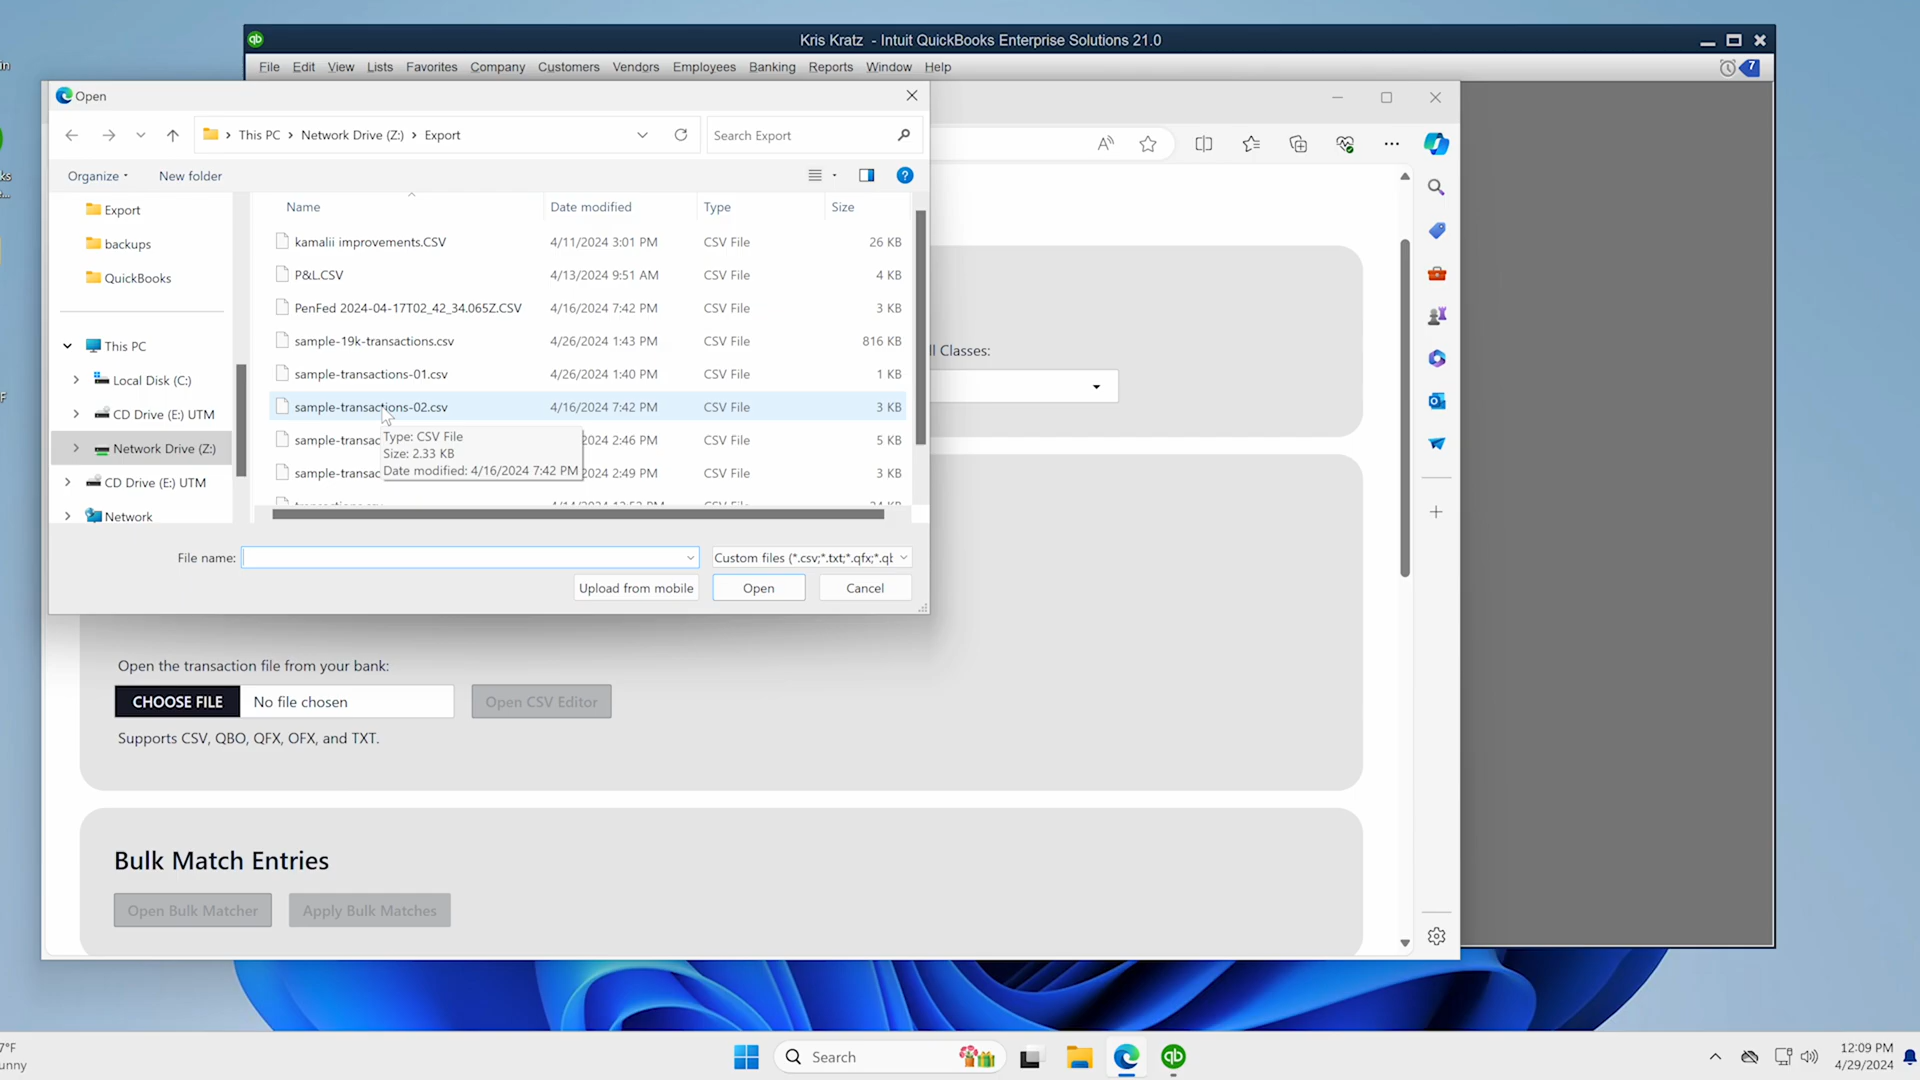 Kris Kratz - Intuit QuickBooks Enterprise Solutions 21.0
File Edit View Lists Favorites Company Customers Vendors Employees Banking Reports Window Help
7
Open
This PC > Network Drive (Z:) > Export
Search Export
Organize
New folder
Export
backups
QuickBooks
This PC
Local Disk (C:)
CD Drive (E:) UTM
Network Drive (Z:)
CD Drive (E:) UTM
Network
Name Date modified Type Size
kamalii improvements.CSV 4/11/2024 3:01 PM CSV File 26 KB
P&L.CSV 4/13/2024 9:51 AM CSV File 4 KB
PenFed 2024-04-17T02_42_34.065Z.CSV 4/16/2024 7:42 PM CSV File 3 KB
sample-19k-transactions.csv 4/26/2024 1:43 PM CSV File 816 KB
sample-transactions-01.csv 4/26/2024 1:40 PM CSV File 1 KB
sample-transactions-02.csv 4/16/2024 7:42 PM CSV File 3 KB
sample-transac 2024 2:46 PM CSV File 5 KB
sample-transac 2024 2:49 PM CSV File 3 KB
Type: CSV File
Size: 2.33 KB
Date modified: 4/16/2024 7:42 PM
File name:
Custom files (*.csv;*.txt;*.qfx;*.ql
Upload from mobile
Open
Cancel
ll Classes:
Open the transaction file from your bank:
CHOOSE FILE No file chosen
Open CSV Editor
Supports CSV, QBO, QFX, OFX, and TXT.
Bulk Match Entries
Open Bulk Matcher
Apply Bulk Matches
7°F
unny
Search
12:09 PM
4/29/2024